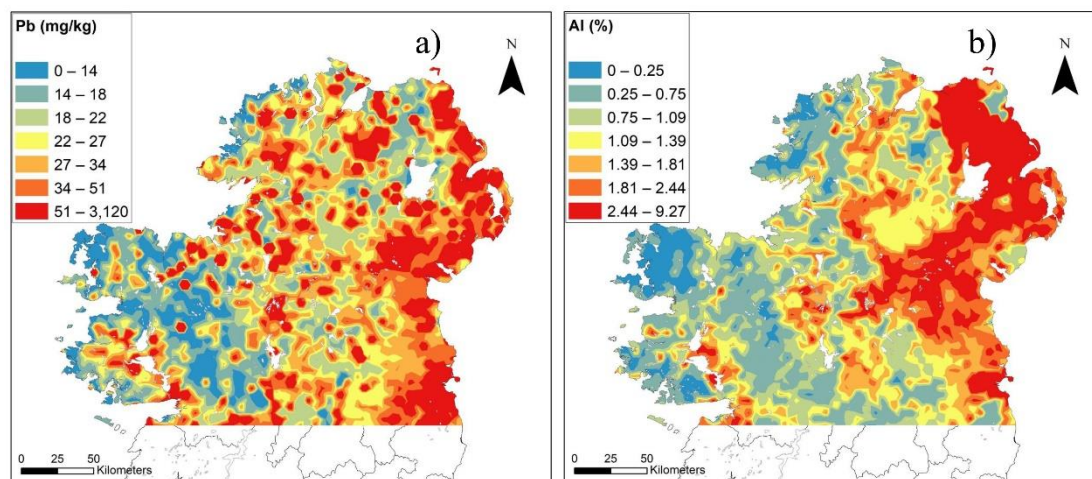 Pb (mg/kg)
0 – 14
14 – 18
18 – 22
22 – 27
27 – 34
34 – 51
51 – 3,120
a)
N
0 25 50
Kilometers
Al (%)
0 – 0.25
0.25 – 0.75
0.75 – 1.09
1.09 – 1.39
1.39 – 1.81
1.81 – 2.44
2.44 – 9.27
b)
N
0 25 50
Kilometers